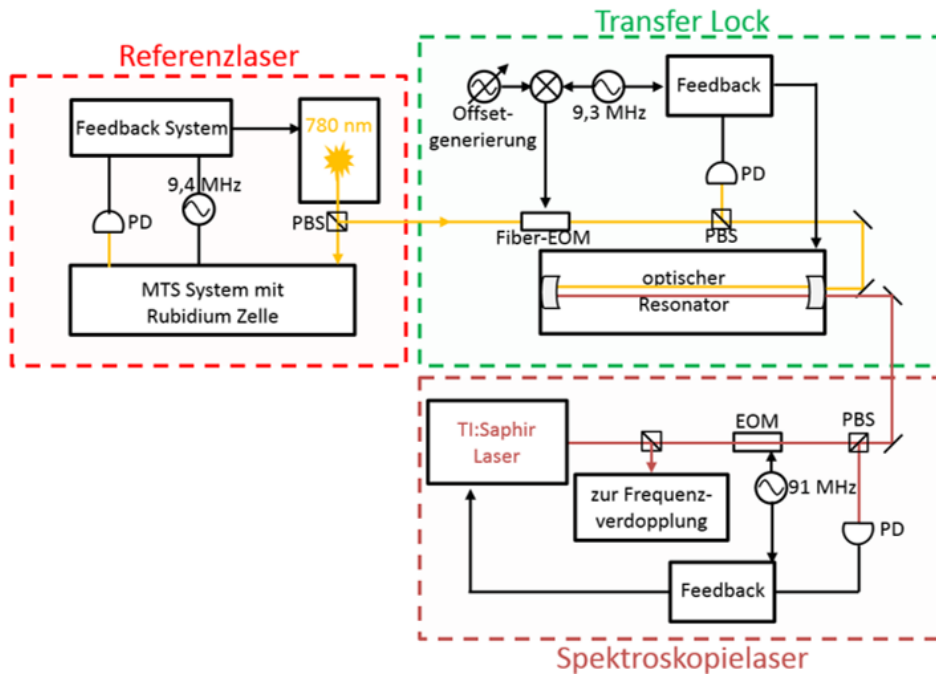 Referenzlaser
Feedback System
780 nm
9,4 MHz
PD
PBS
MTS System mit
Rubidium Zelle
Transfer Lock
Offset-
generierung
9,3 MHz
Feedback
PD
Fiber-EOM
PBS
optischer
Resonator
TI:Saphir
Laser
EOM
PBS
zur Frequenz-
verdopplung
91 MHz
PD
Feedback
Spektroskopielaser